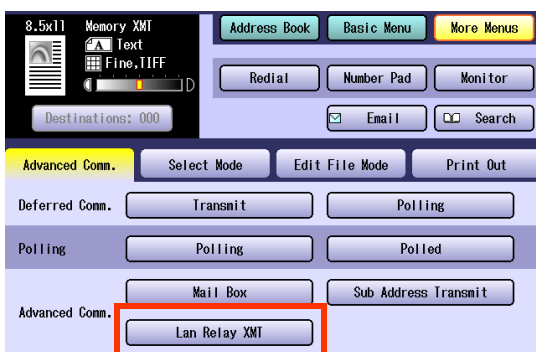 8.5x11 Memory XMT Address Book Basic Menu More Menus
A Text
Fine,TIFF
D Redial Number Pad Monitor
Destinations: 000 Email Search
Advanced Comm. Select Mode Edit File Mode Print Out
Deferred Comm. Transmit Polling
Polling Polling Polled
Mail Box Sub Address Transmit
Advanced Comm.
Lan Relay XMT